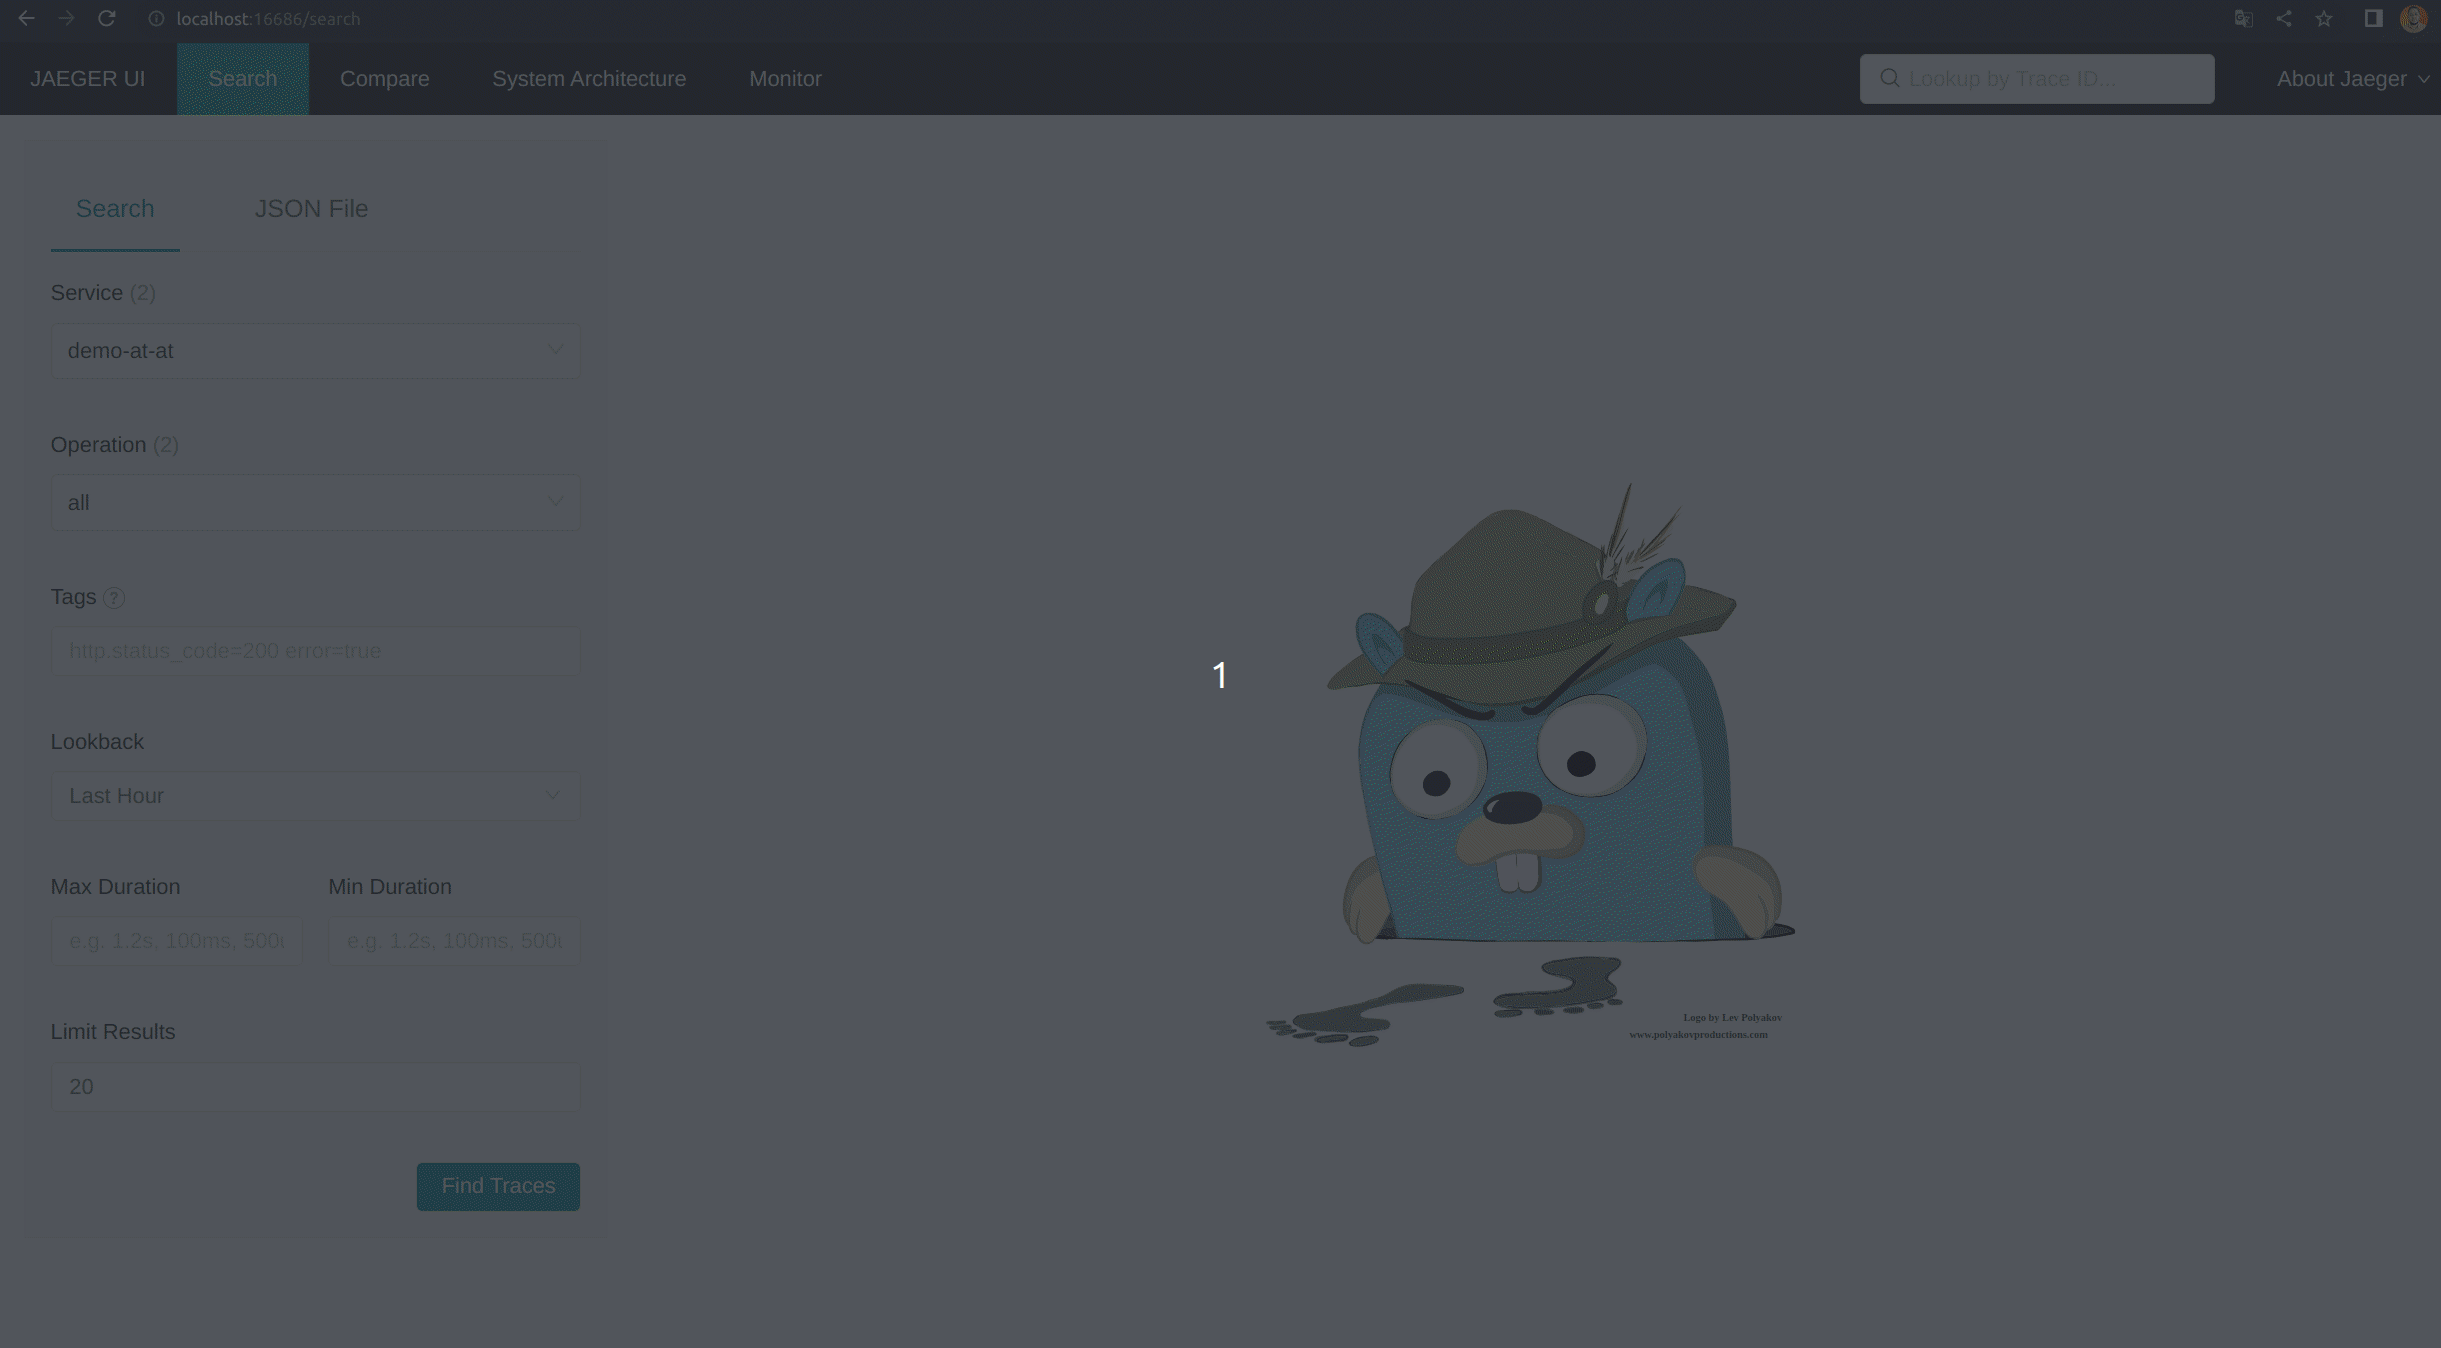 localhost:16686/search
JAEGER UI Search Compare System Architecture Monitor Lookup by Trace ID... About Jaeger
Search JSON File
Service (2)
demo-at-at
Operation (2)
all
Tags ?
http.status_code=200 error=true
Lookback
Last Hour
Max Duration Min Duration
e.g. 1.2s, 100ms, 500u e.g. 1.2s, 100ms, 500u
Limit Results
20
Find Traces
1
Logo by Lev Polyakov
www.polyakovproductions.com